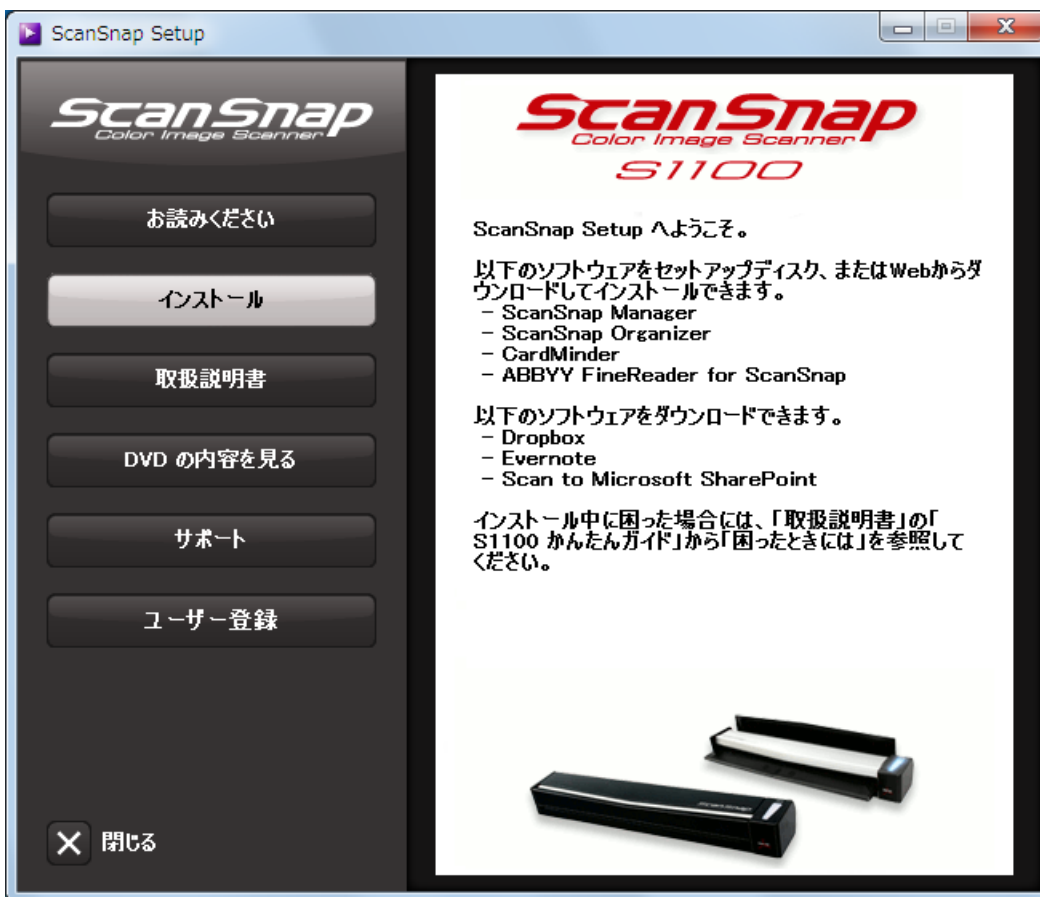 ScanSnap Setup
ScanSnap
Color Image Scanner
お読みください
インストール
取扱説明書
DVD の内容を見る
サポート
ユーザー登録
閉じる
ScanSnap
Color Image Scanner
S1100
ScanSnap Setup へようこそ。
以下のソフトウェアをセットアップディスク、またはWebからダ
ウンロードしてインストールできます。
- ScanSnap Manager
- ScanSnap Organizer
- CardMinder
- ABBYY FineReader for ScanSnap
以下のソフトウェアをダウンロードできます。
- Dropbox
- Evernote
- Scan to Microsoft SharePoint
インストール中に困った場合には、「取扱説明書」の「
S1100 かんたんガイド」から「困ったときには」を参照して
ください。
ScanSnap